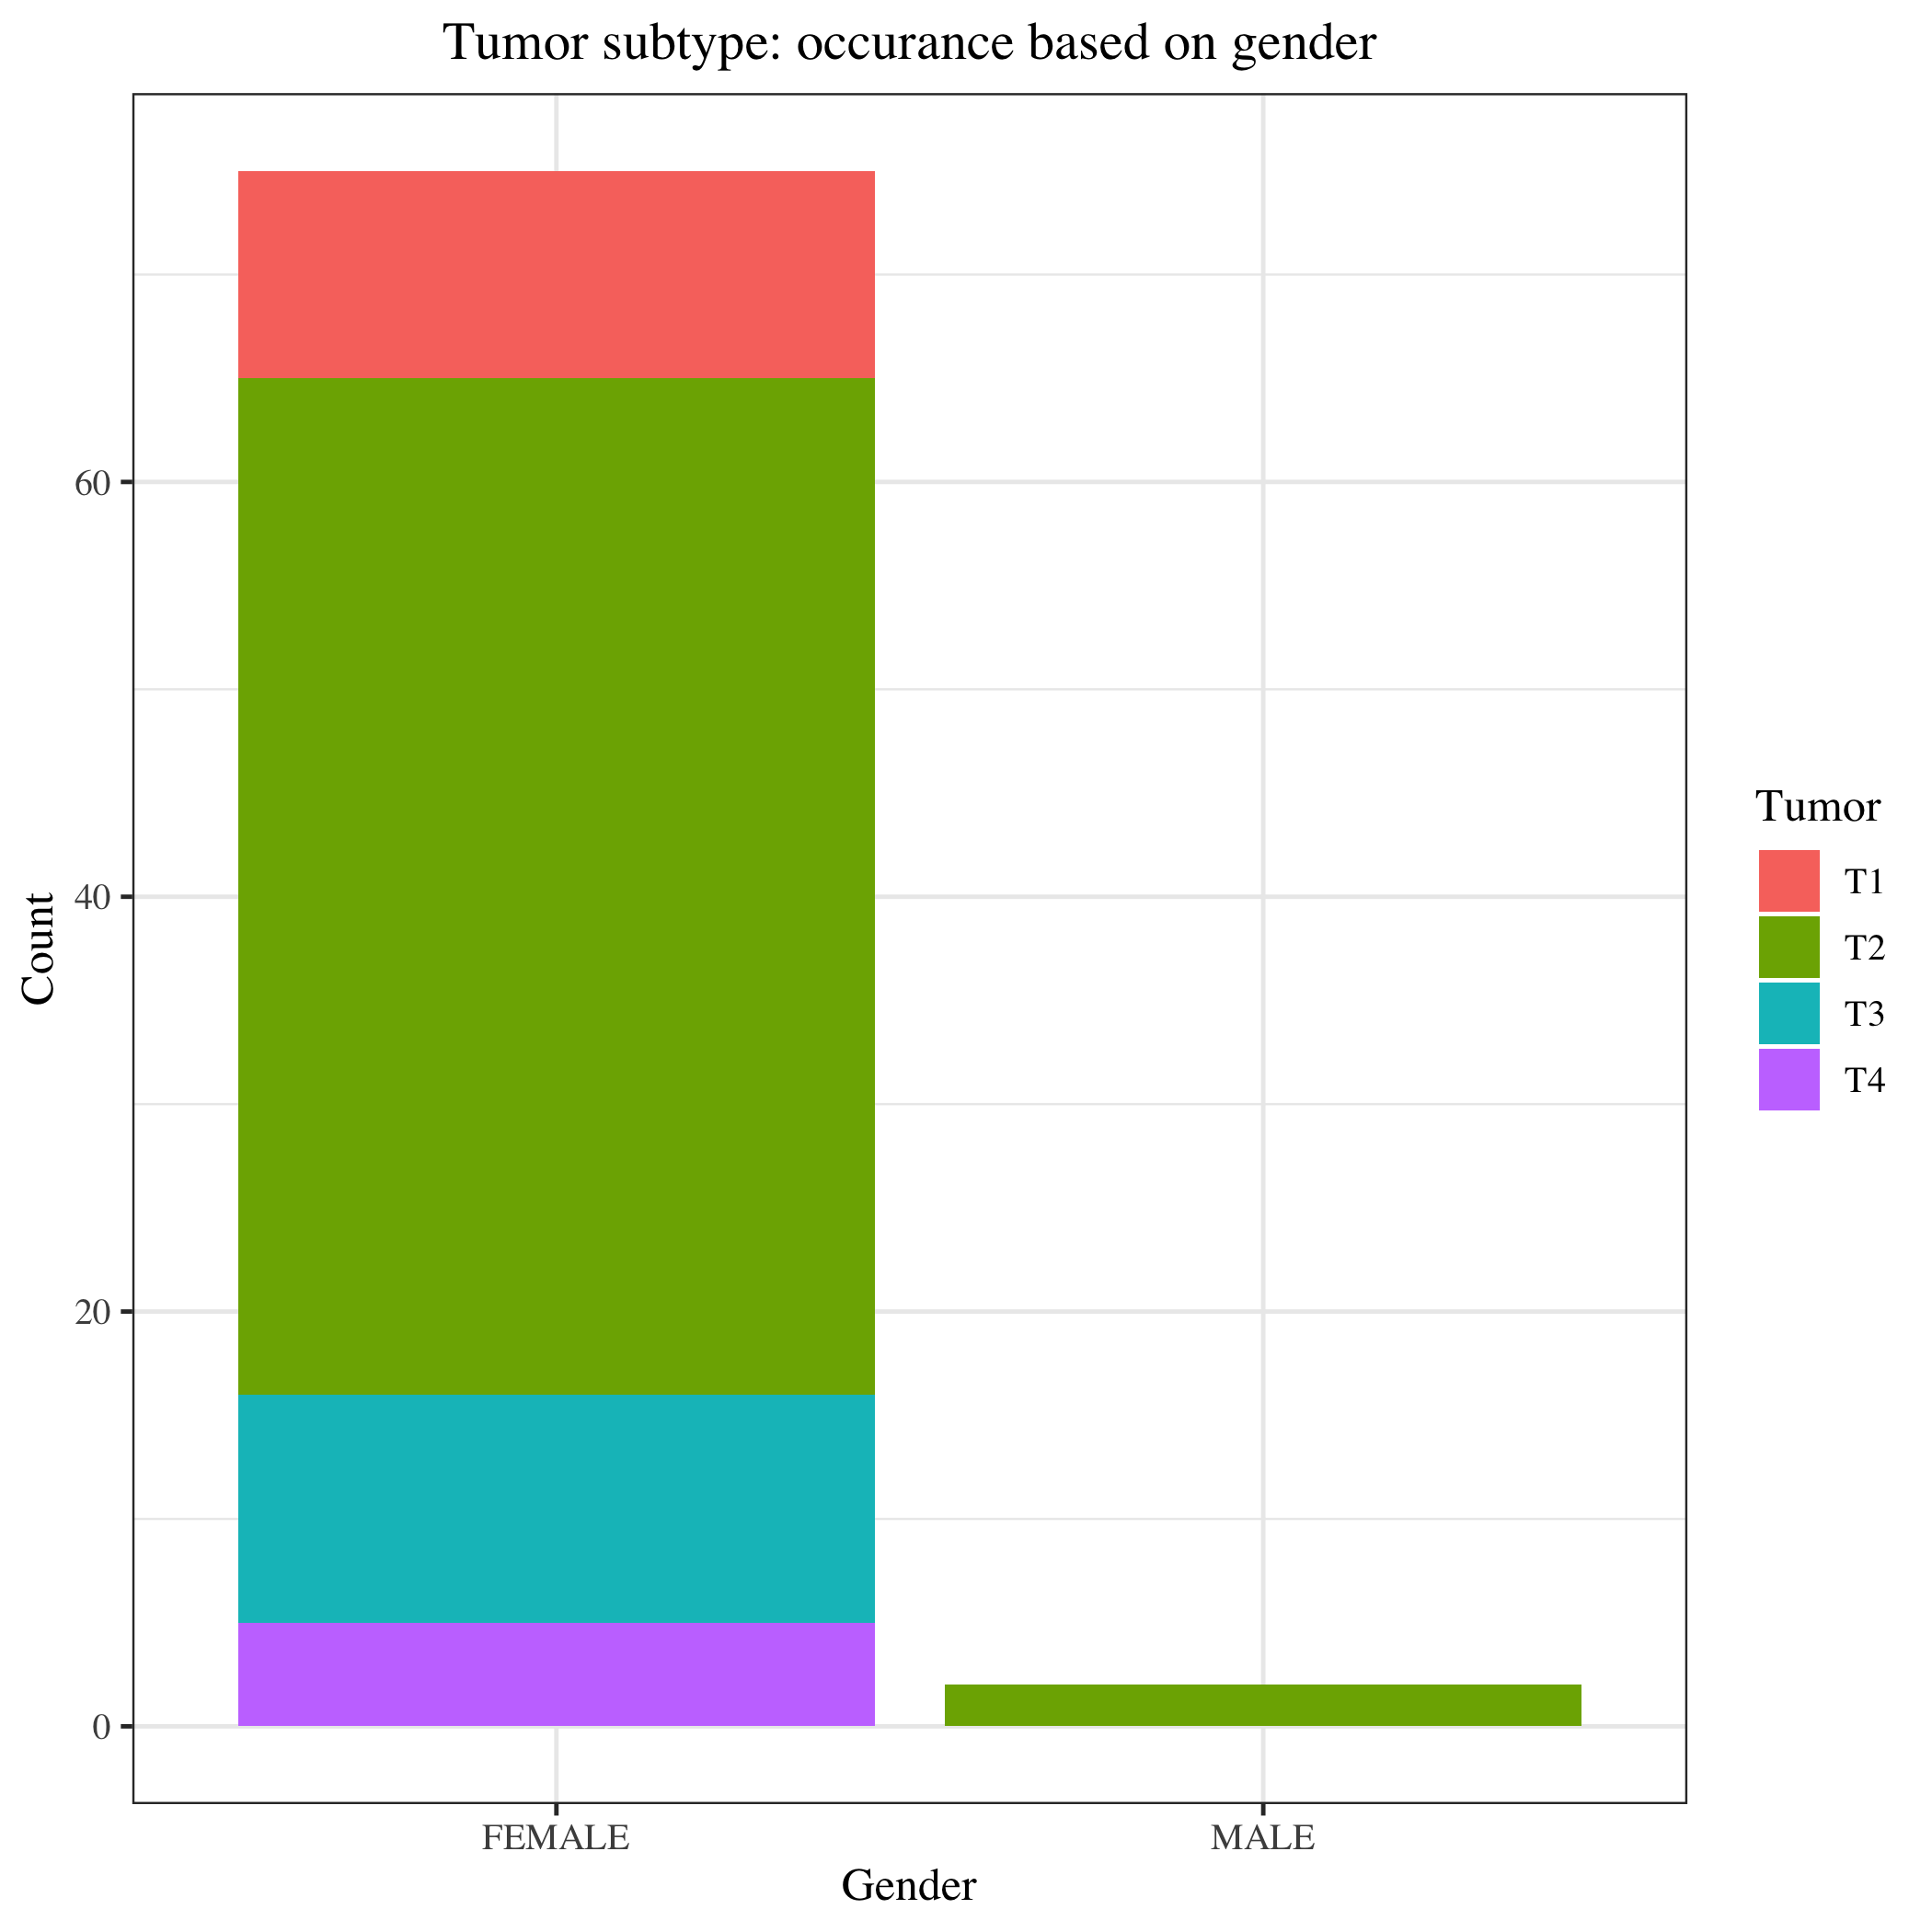 Tumor subtype: occurance based on gender
60
40
20
0
Count
FEMALE
MALE
Gender
Tumor
T1
T2
T3
T4